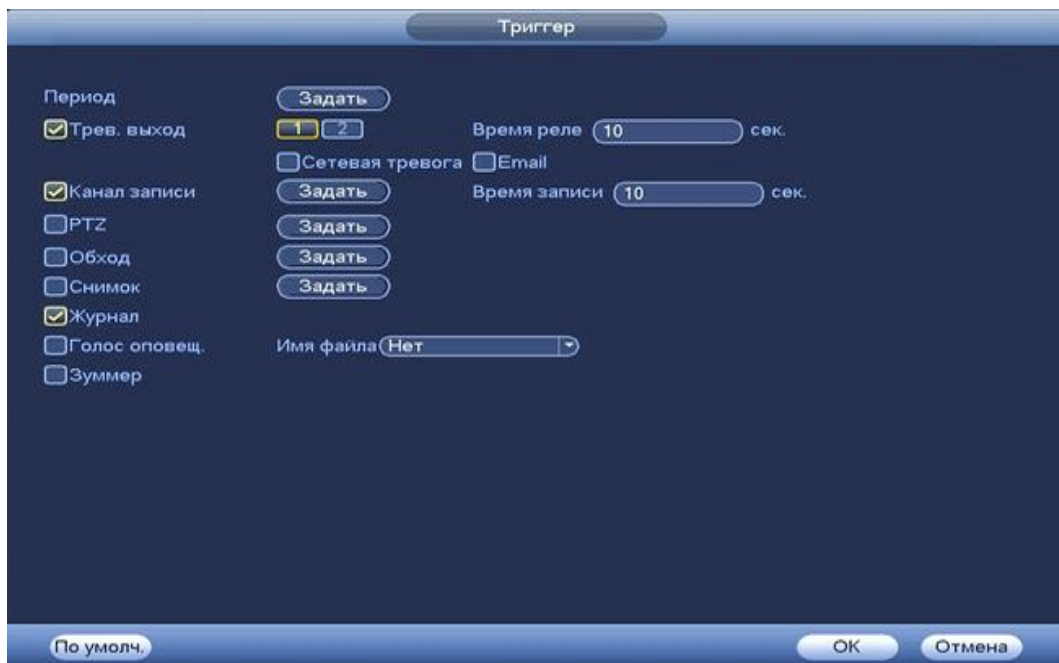 Триггер
Период Задать
Трев. выход 1 2 Время реле 10 сек.
Сетевая тревога Email
Канал записи Задать Время записи 10 сек.
PTZ Задать
Обход Задать
Снимок Задать
Журнал
Голос оповещ. Имя файла Нет
Зуммер
По умолч. OK Отмена